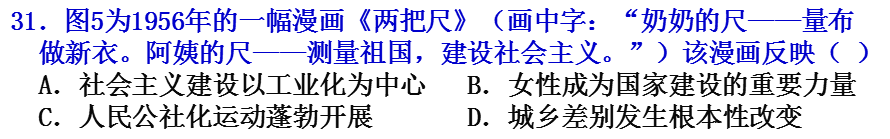 31. 图5为1956年的一幅漫画《两把尺》（画中字：“奶奶的尺——量布
做新衣。阿姨的尺——测量祖国，建设社会主义。”）该漫画反映（ ）
A. 社会主义建设以工业化为中心 B. 女性成为国家建设的重要力量
C. 人民公社化运动蓬勃开展 D. 城乡差别发生根本性改变